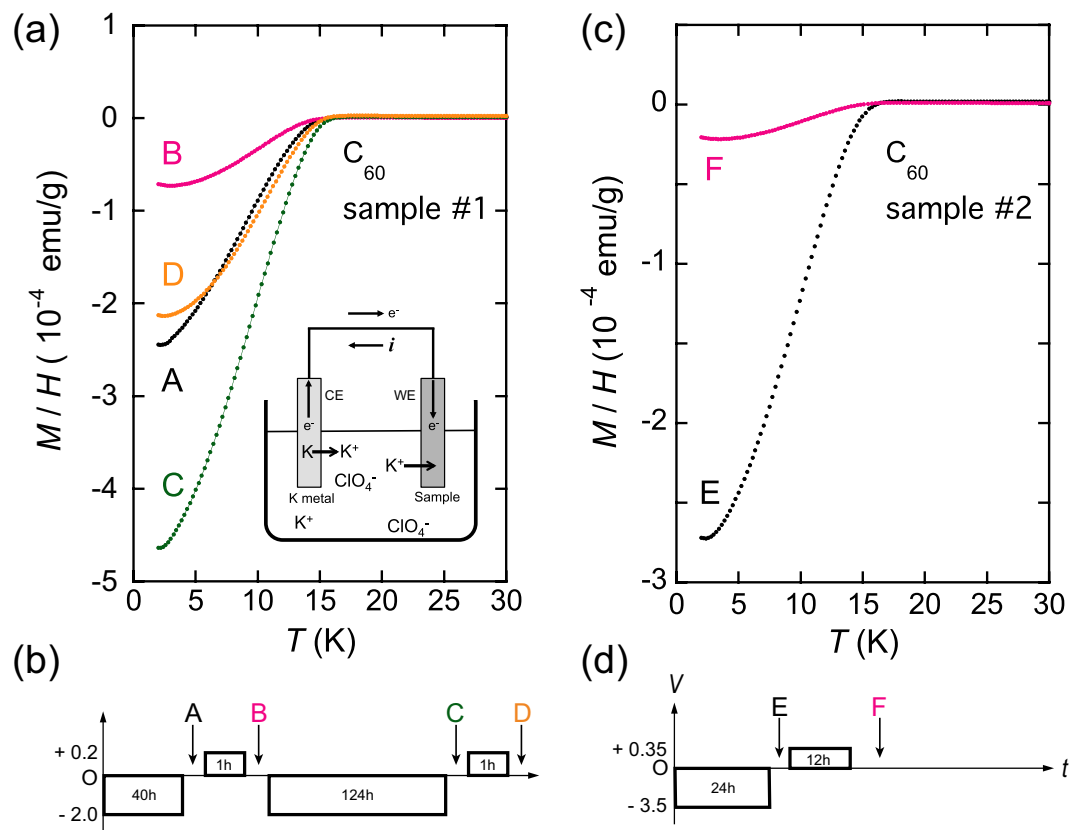 (a)
1
0
-1
-2
-3
-4
-5
M / H ( 10⁻⁴ emu/g)
B
D
A
C
C₆₀
sample #1
e⁻
i
CE
WE
e⁻
e⁻
K
K⁺
K⁺
ClO₄⁻
K metal
Sample
K⁺
ClO₄⁻
0 5 10 15 20 25 30
T (K)
(c)
0
-1
-2
-3
M / H (10⁻⁴ emu/g)
F
E
C₆₀
sample #2
0 5 10 15 20 25 30
T (K)
(b)
A B C D
+ 0.2
O
- 2.0
40h
1h
124h
1h
(d)
V
E F
+ 0.35
O
- 3.5
24h
12h
t